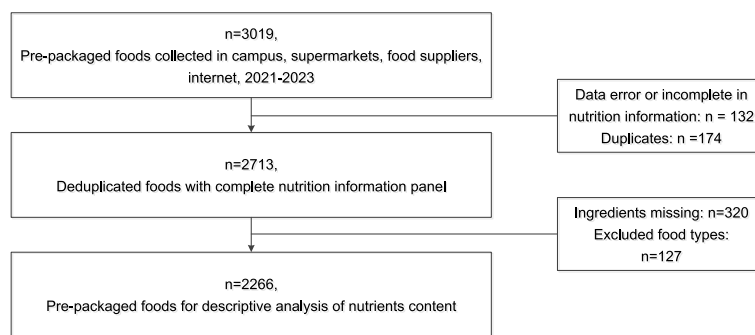 n=3019,
Pre-packaged foods collected in campus, supermarkets, food suppliers,
internet, 2021-2023
Data error or incomplete in
nutrition information: n = 132
Duplicates: n =174
n=2713,
Deduplicated foods with complete nutrition information panel
Ingredients missing: n=320
Excluded food types:
n=127
n=2266,
Pre-packaged foods for descriptive analysis of nutrients content